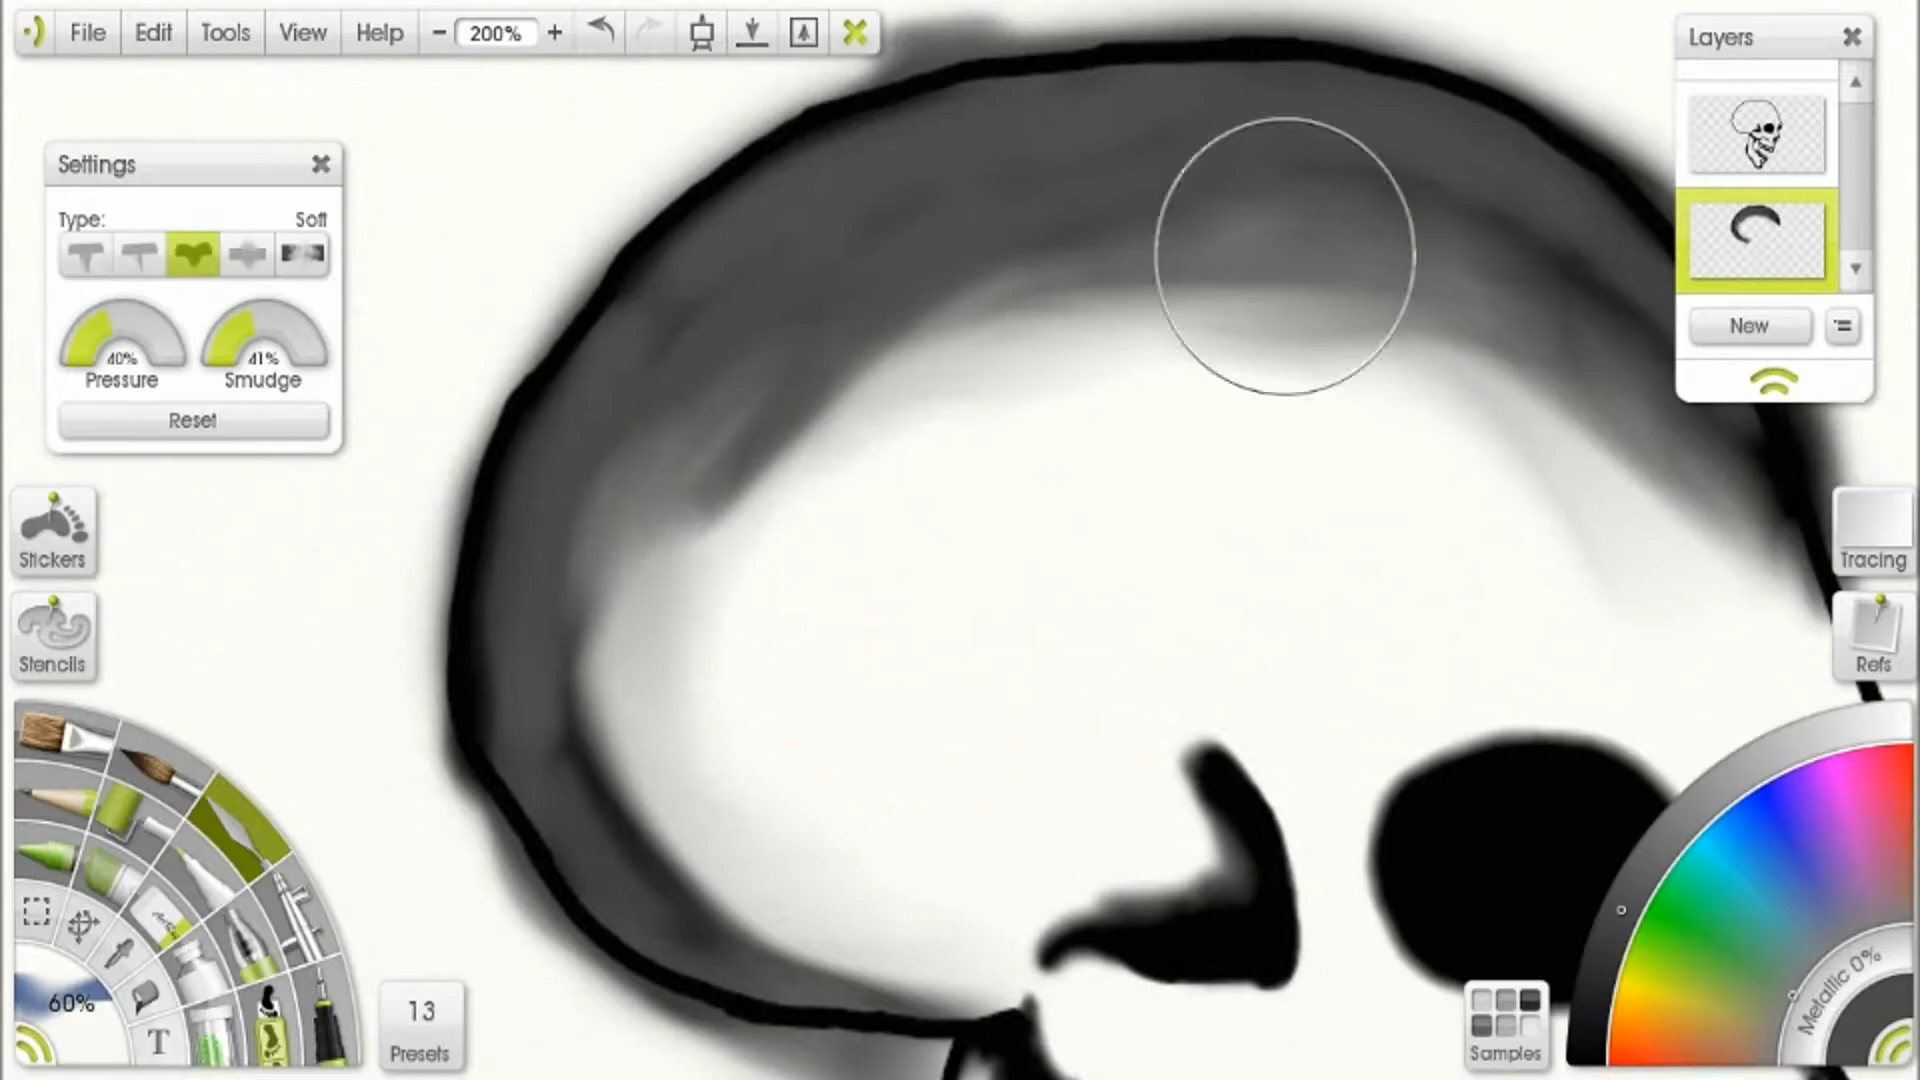 File Edit Tools View Help 200%
Layers
Settings
Type: Soft
40% 41%
Pressure Smudge
Reset
New
Stickers
Tracing
Stencils
Refs
60%
T
13
Presets
Samples
Metallic 0%